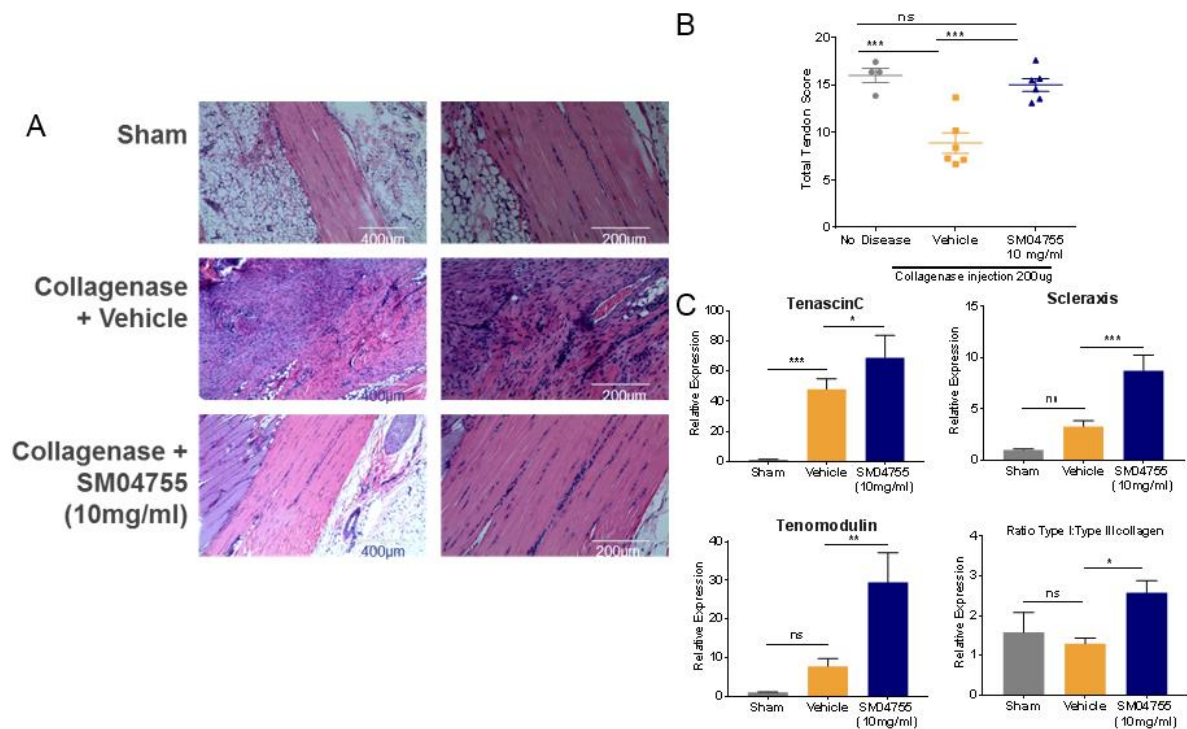 A
Sham
400μm
200μm
Collagenase
+ Vehicle
400μm
200μm
Collagenase +
SM04755
(10mg/ml)
400μm
200μm
B
ns
***
***
Total Tendon Score
20
15
10
5
0
No Disease
Vehicle
SM04755
10 mg/ml
Collagenase injection 200ug
C
TenascinC
Relative Expression
100
80
60
40
20
0
***
*
Sham
Vehicle
SM04755
(10mg/ml)
Scleraxis
Relative Expression
15
10
5
0
ns
***
Sham
Vehicle
SM04755
(10mg/ml)
Tenomodulin
Relative Expression
40
30
20
10
0
ns
**
Sham
Vehicle
SM04755
(10mg/ml)
Ratio Type I:Type III collagen
Relative Expression
4
3
2
1
0
ns
*
Sham
Vehicle
SM04755
(10mg/ml)